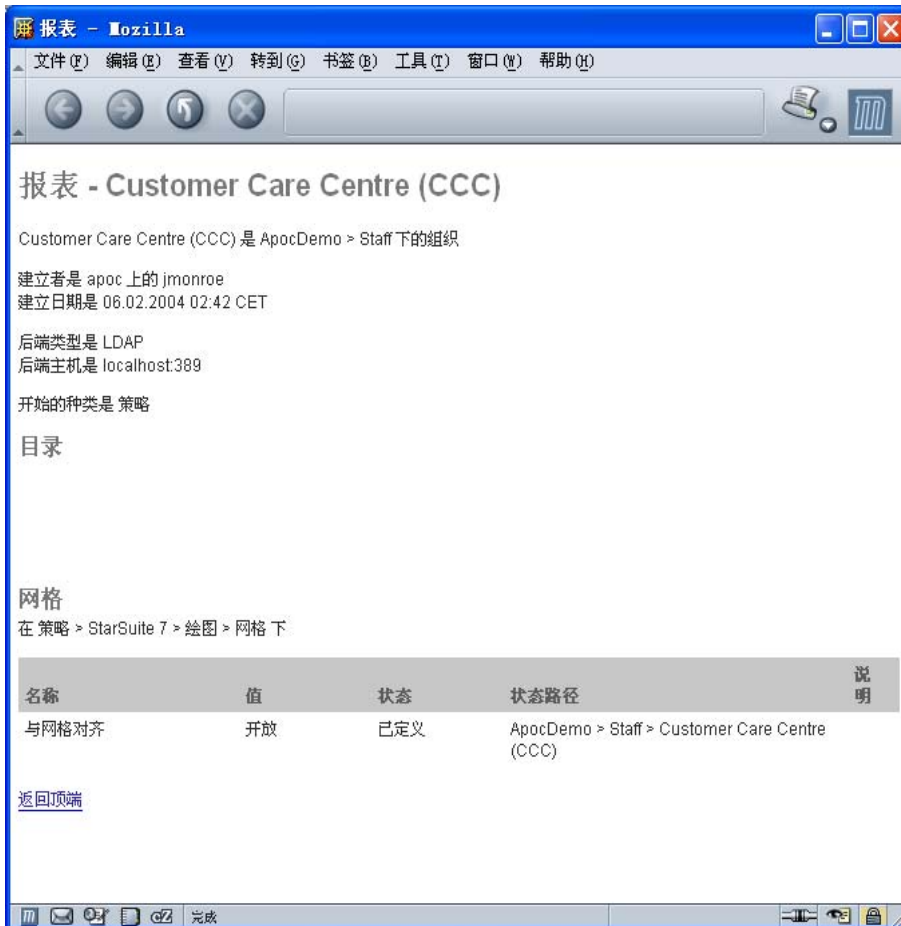 报表 - Mozilla
文件(F) 编辑(E) 查看(V) 转到(G) 书签(B) 工具(T) 窗口(W) 帮助(H)
报表 - Customer Care Centre (CCC)
Customer Care Centre (CCC) 是 ApocDemo > Staff 下的组织
建立者是 apoc 上的 jmonroe
建立日期是 06.02.2004 02:42 CET
后端类型是 LDAP
后端主机是 localhost:389
开始的种类是 策略
目录
网格
在 策略 > StarSuite 7 > 绘图 > 网格 下
名称 值 状态 状态路径 说明
与网格对齐 开放 已定义 ApocDemo > Staff > Customer Care Centre (CCC)
返回顶端
完成